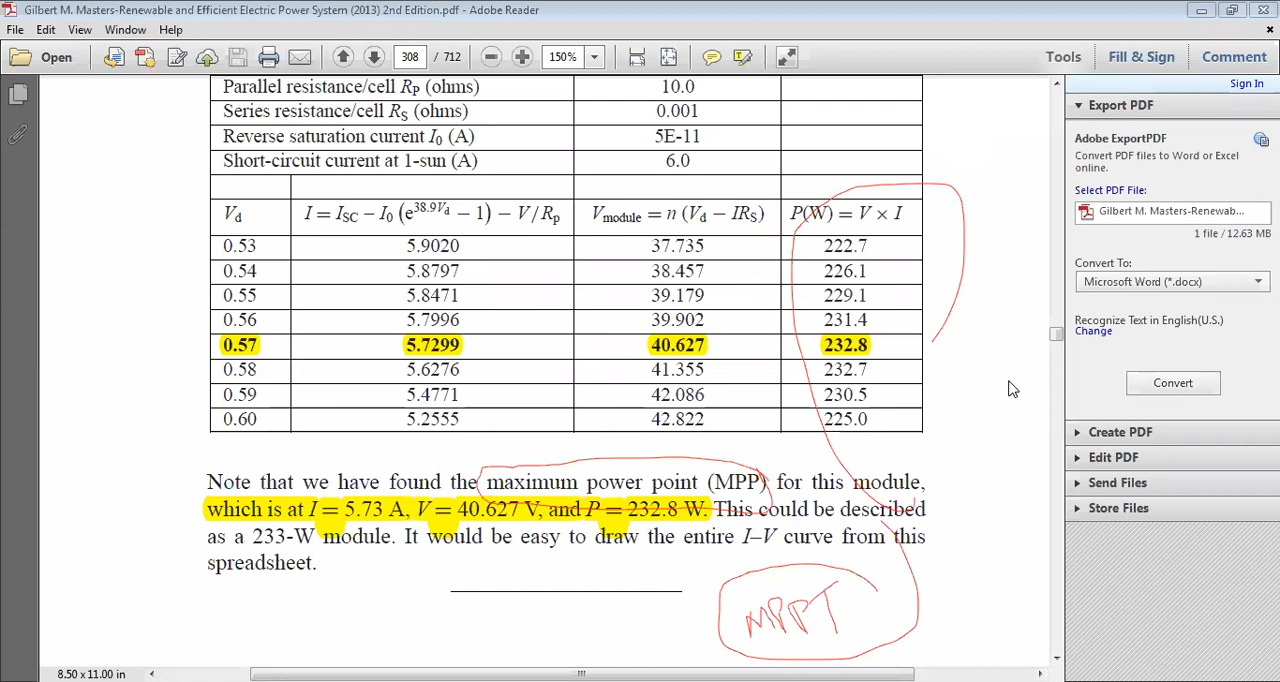 Gilbert M. Masters-Renewable and Efficient Electric Power System (2013) 2nd Edition.pdf - Adobe Reader
File Edit View Window Help
Open 308 / 712 150% Tools Fill & Sign Comment
Sign In
Parallel resistance/cell RP (ohms) 10.0
Series resistance/cell RS (ohms) 0.001
Reverse saturation current I0 (A) 5E-11
Short-circuit current at 1-sun (A) 6.0
Vd I = ISC − I0 (e38.9Vd − 1) − V/Rp Vmodule = n (Vd − IRS) P(W) = V × I
0.53 5.9020 37.735 222.7
0.54 5.8797 38.457 226.1
0.55 5.8471 39.179 229.1
0.56 5.7996 39.902 231.4
0.57 5.7299 40.627 232.8
0.58 5.6276 41.355 232.7
0.59 5.4771 42.086 230.5
0.60 5.2555 42.822 225.0
Note that we have found the maximum power point (MPP) for this module,
which is at I = 5.73 A, V = 40.627 V, and P = 232.8 W. This could be described
as a 233-W module. It would be easy to draw the entire I–V curve from this
spreadsheet.
MPPT
8.50 x 11.00 in
Export PDF
Adobe ExportPDF
Convert PDF files to Word or Excel
online.
Select PDF File:
Gilbert M. Masters-Renewab...
1 file / 12.63 MB
Convert To:
Microsoft Word (*.docx)
Recognize Text in English(U.S.)
Change
Convert
Create PDF
Edit PDF
Send Files
Store Files